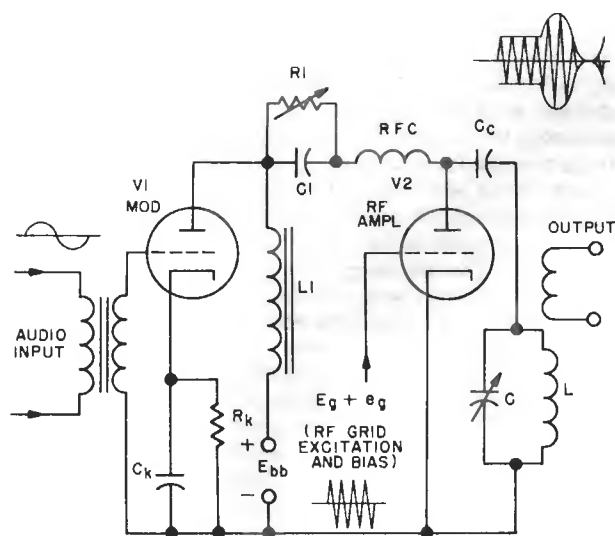 R1
RFC
Cc
C1
V1
MOD
V2
RF
AMPL
OUTPUT
L1
AUDIO
INPUT
Eg + eg
(RF GRID
EXCITATION
AND BIAS)
C
L
Rk
Ck
+
Ebb
-